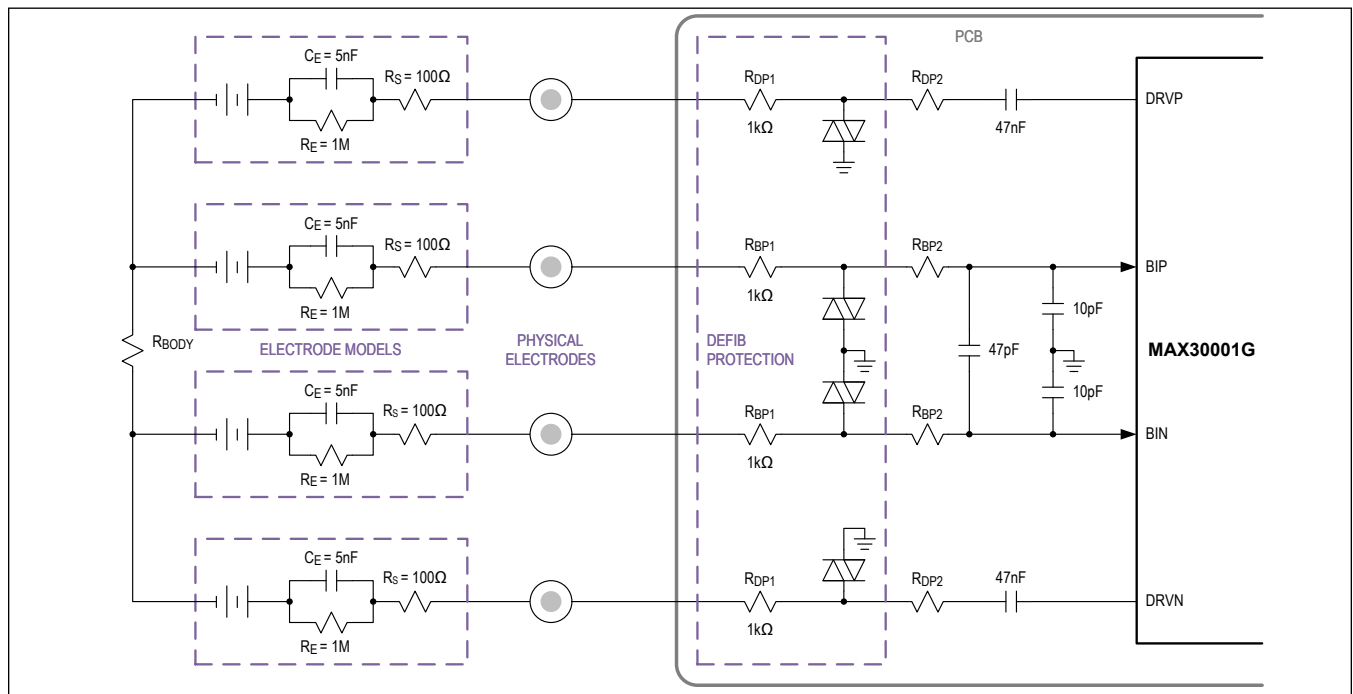 PCB
CE = 5nF
RS = 100Ω
RE = 1M
RDP1
1kΩ
RDP2
47nF
DRVP
CE = 5nF
RS = 100Ω
RE = 1M
RBP1
1kΩ
RBP2
BIP
10pF
RBODY
ELECTRODE MODELS
PHYSICAL
ELECTRODES
DEFIB
PROTECTION
47pF
MAX30001G
10pF
CE = 5nF
RS = 100Ω
RE = 1M
RBP1
1kΩ
RBP2
BIN
CE = 5nF
RS = 100Ω
RE = 1M
RDP1
1kΩ
RDP2
47nF
DRVN